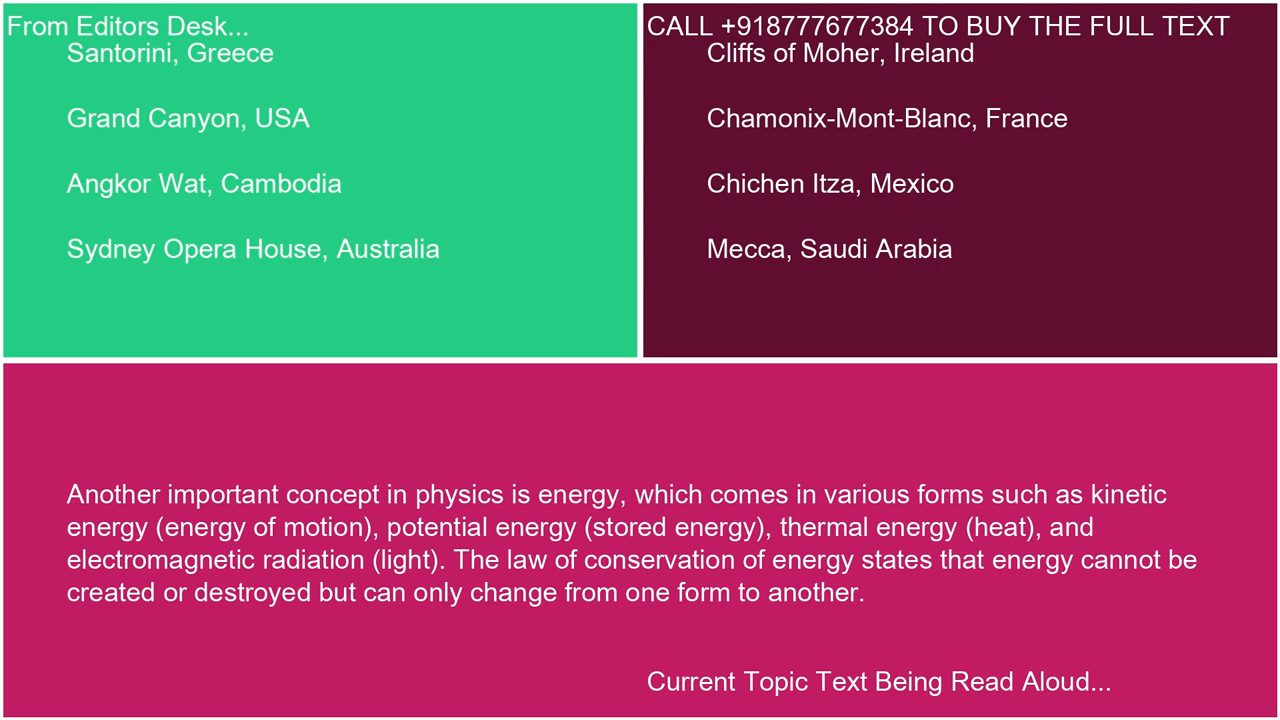 From Editors Desk...
Santorini, Greece
Grand Canyon, USA
Angkor Wat, Cambodia
Sydney Opera House, Australia
CALL +918777677384 TO BUY THE FULL TEXT
Cliffs of Moher, Ireland
Chamonix-Mont-Blanc, France
Chichen Itza, Mexico
Mecca, Saudi Arabia
Another important concept in physics is energy, which comes in various forms such as kinetic
energy (energy of motion), potential energy (stored energy), thermal energy (heat), and
electromagnetic radiation (light). The law of conservation of energy states that energy cannot be
created or destroyed but can only change from one form to another.
Current Topic Text Being Read Aloud...